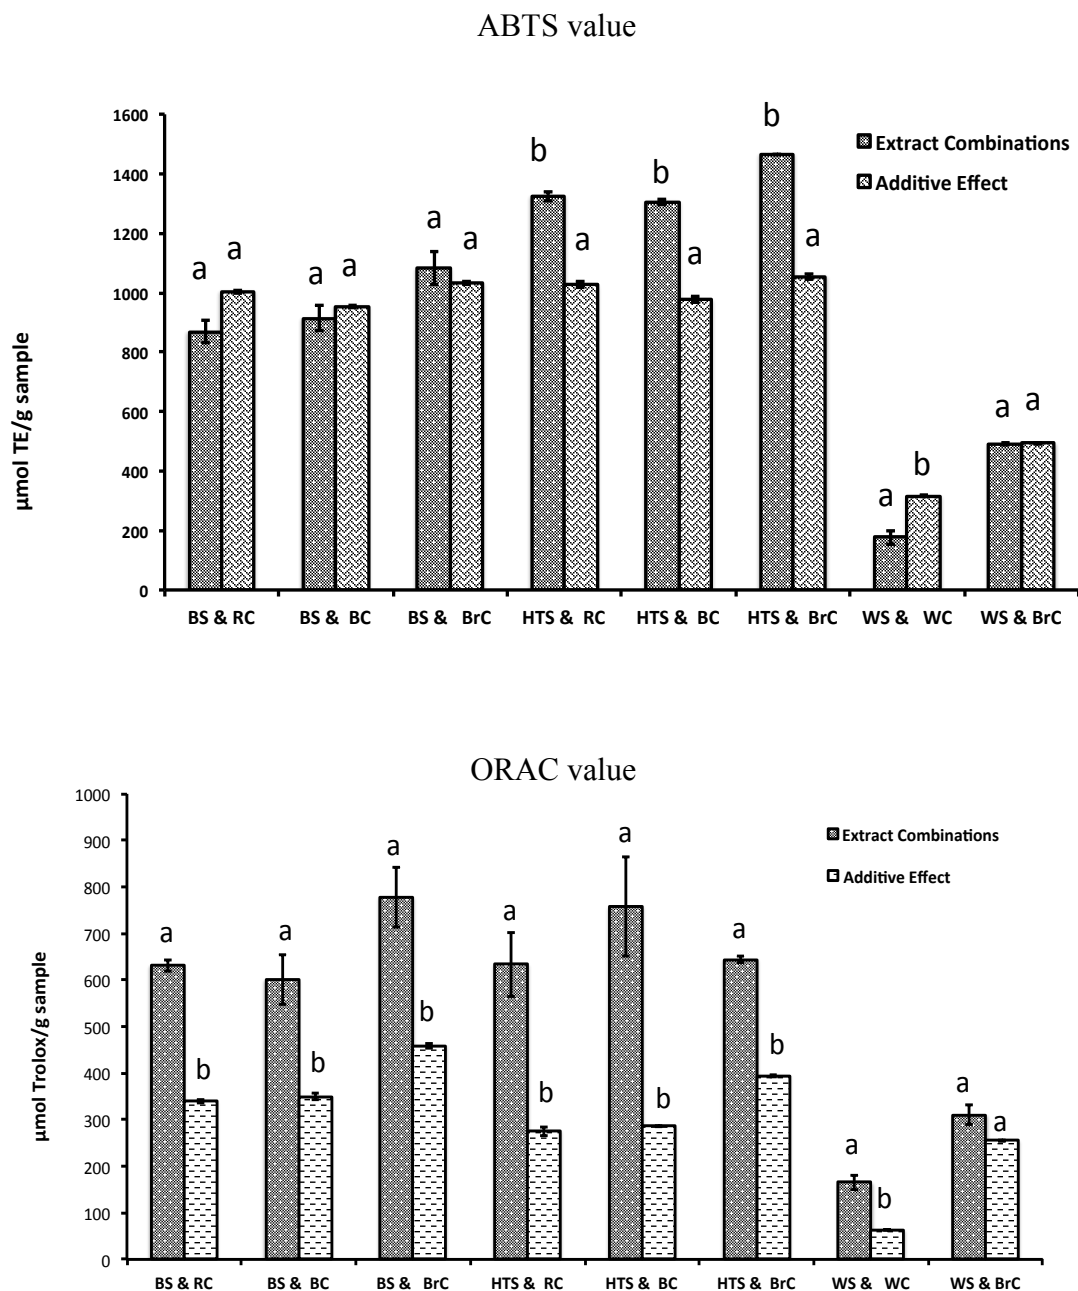 ABTS value
1600
1400
1200
1000
800
600
400
200
0
µmol TE/g sample
Extract Combinations
Additive Effect
a a
a a
a a
b a
b a
b a
a b
a a
BS & RC BS & BC BS & BrC HTS & RC HTS & BC HTS & BrC WS & WC WS & BrC
ORAC value
1000
900
800
700
600
500
400
300
200
100
0
µmol Trolox/g sample
Extract Combinations
Additive Effect
a b
a b
a b
a b
a b
a b
a b
a a
BS & RC BS & BC BS & BrC HTS & RC HTS & BC HTS & BrC WS & WC WS & BrC